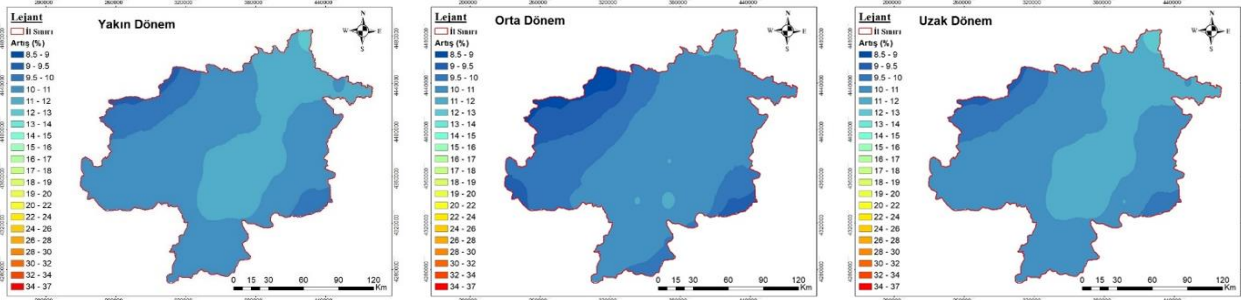 Yakın Dönem
Lejant
İl Sınırı
Artış (%)
8.5 - 9
9 - 9.5
9.5 - 10
10 - 11
11 - 12
12 - 13
13 - 14
14 - 15
15 - 16
16 - 17
17 - 18
18 - 19
19 - 20
20 - 22
22 - 24
24 - 26
26 - 28
28 - 30
30 - 32
32 - 34
34 - 37
N
W E
S
0 15 30 60 90 120
Km
Orta Dönem
Lejant
İl Sınırı
Artış (%)
8.5 - 9
9 - 9.5
9.5 - 10
10 - 11
11 - 12
12 - 13
13 - 14
14 - 15
15 - 16
16 - 17
17 - 18
18 - 19
19 - 20
20 - 22
22 - 24
24 - 26
26 - 28
28 - 30
30 - 32
32 - 34
34 - 37
N
W E
S
0 15 30 60 90 120
Km
Uzak Dönem
Lejant
İl Sınırı
Artış (%)
8.5 - 9
9 - 9.5
9.5 - 10
10 - 11
11 - 12
12 - 13
13 - 14
14 - 15
15 - 16
16 - 17
17 - 18
18 - 19
19 - 20
20 - 22
22 - 24
24 - 26
26 - 28
28 - 30
30 - 32
32 - 34
34 - 37
N
W E
S
0 15 30 60 90 120
Km